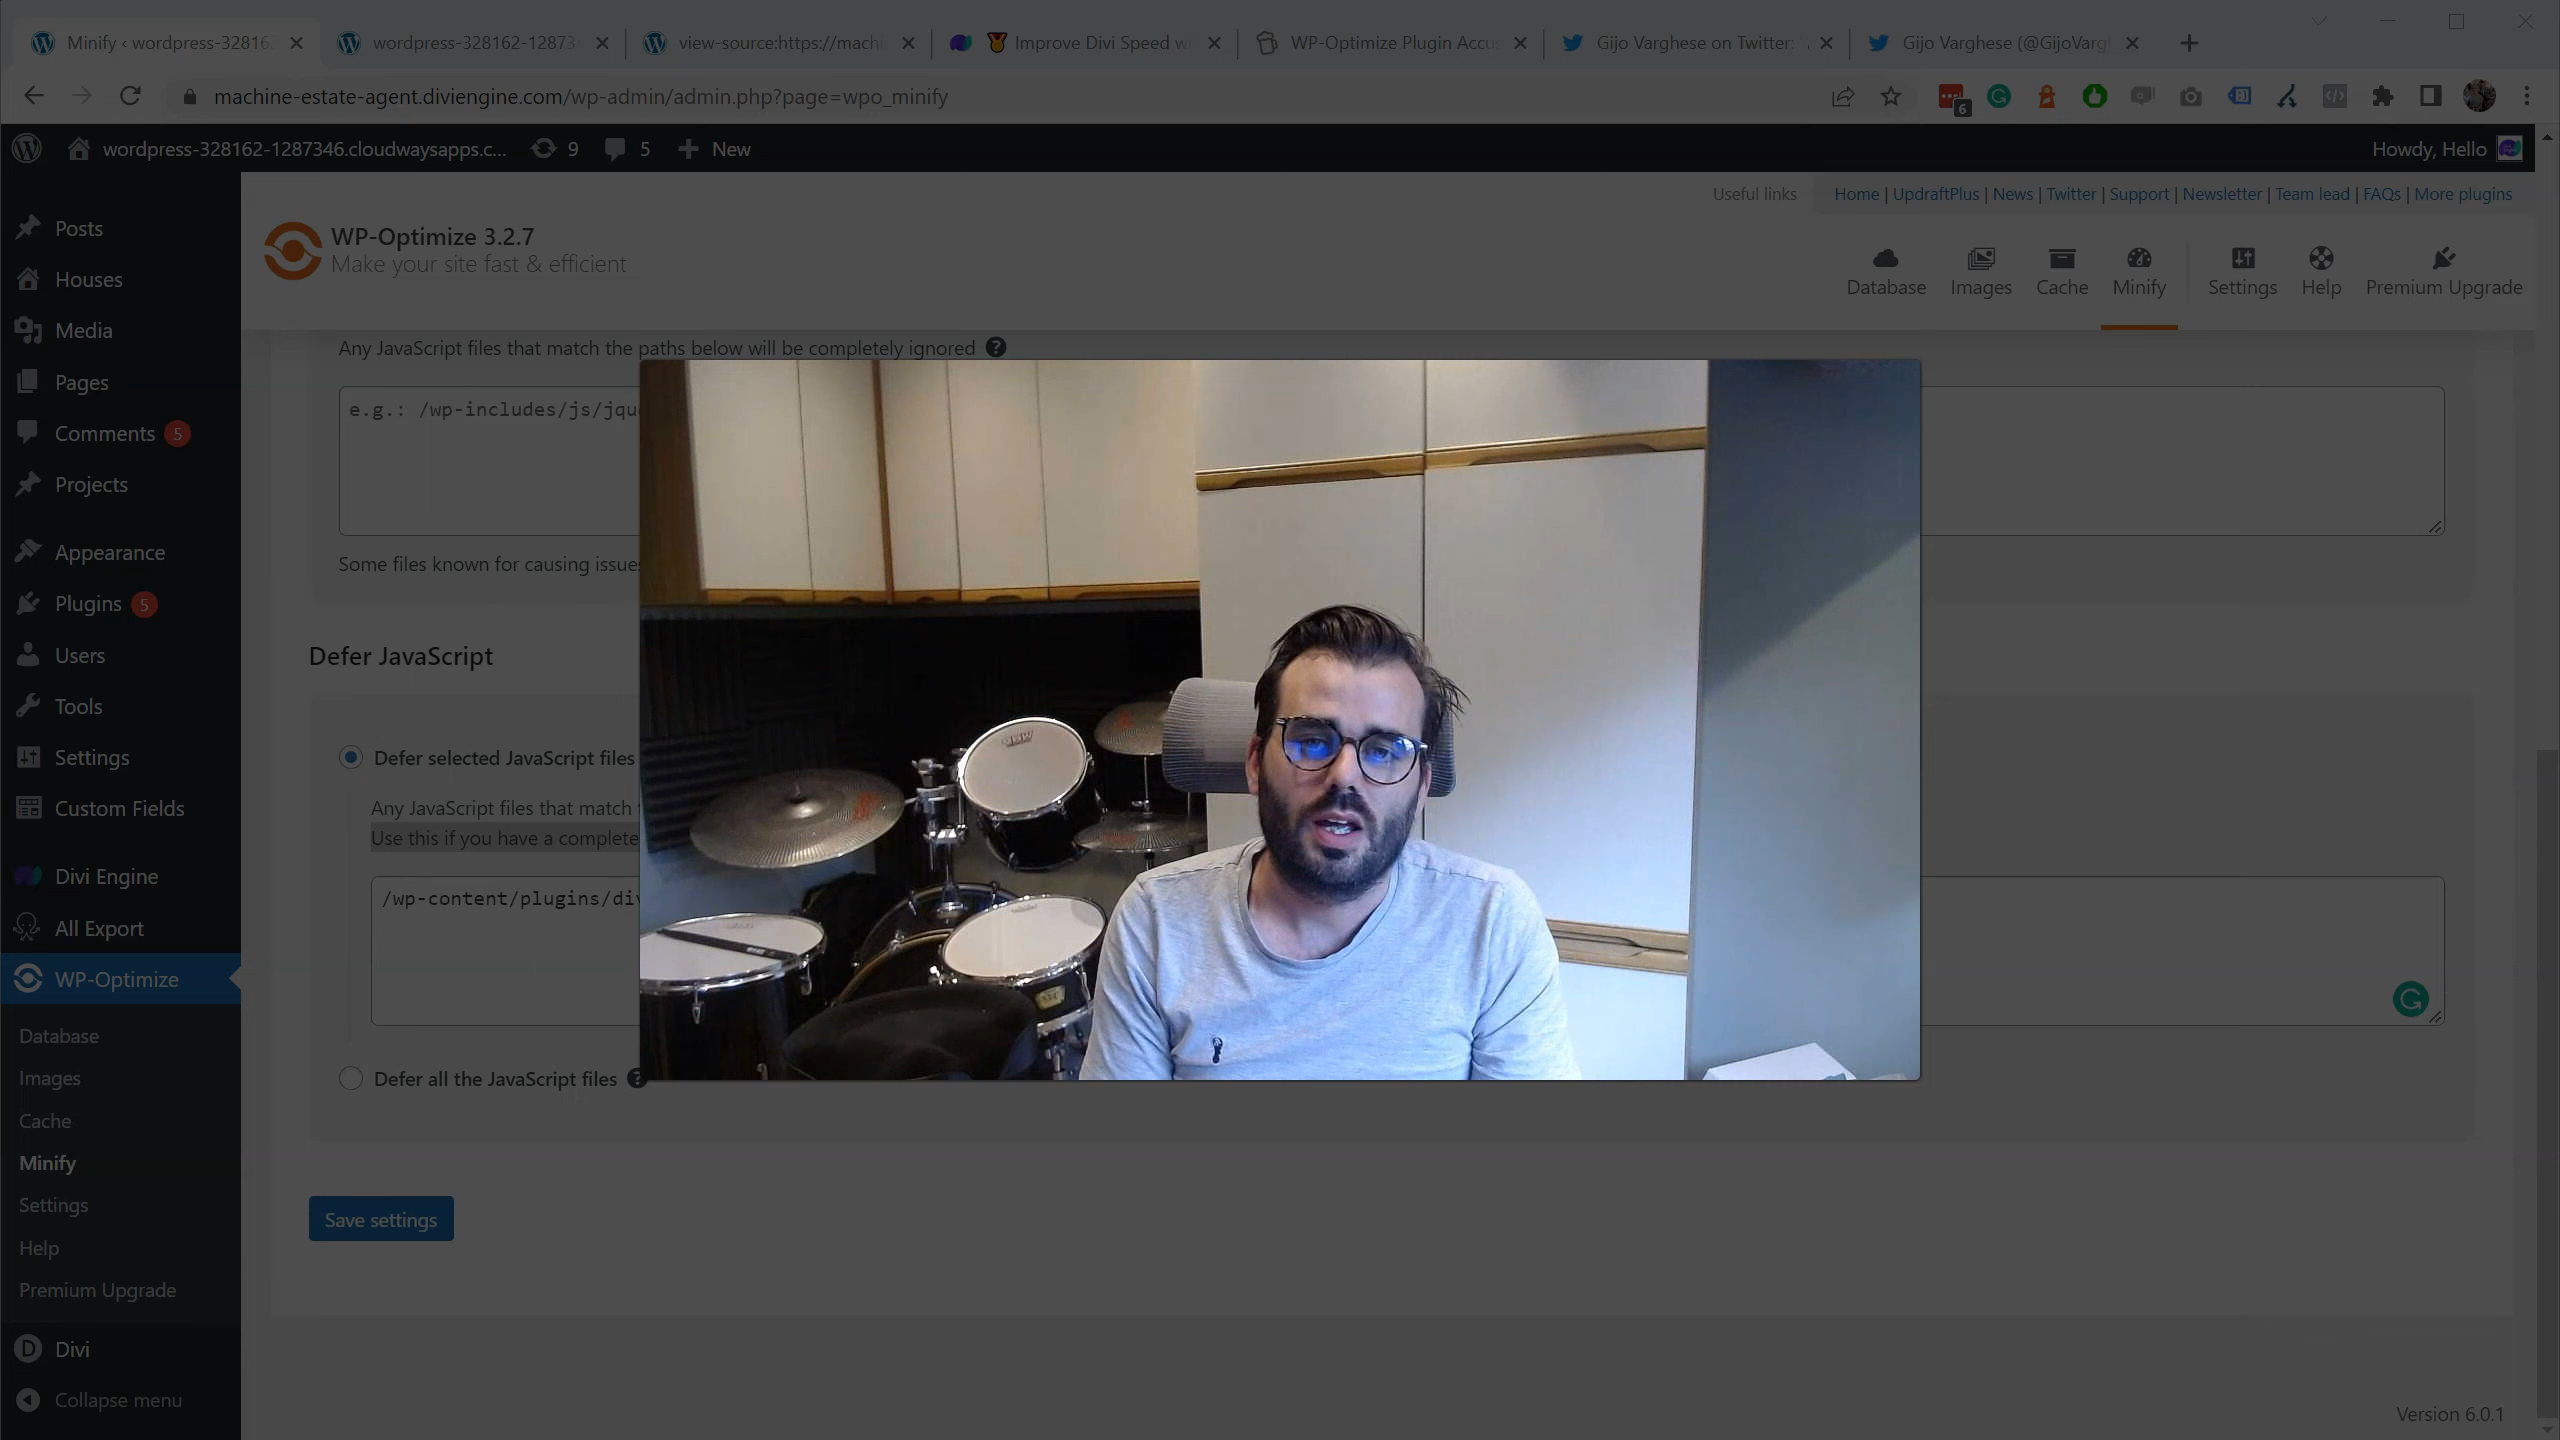 Minify ‹ wordpress-32816
wordpress-328162-12873
view-source:https://machi
Improve Divi Speed wi
WP-Optimize Plugin Accu
Gijo Varghese on Twitter:
Gijo Varghese (@GijoVarg
machine-estate-agent.diviengine.com/wp-admin/admin.php?page=wpo_minify
6
wordpress-328162-1287346.cloudwaysapps.c...
9
5
New
Howdy, Hello
Useful links
Home | UpdraftPlus | News | Twitter | Support | Newsletter | Team lead | FAQs | More plugins
WP-Optimize 3.2.7
Make your site fast & efficient
Database
Images
Cache
Minify
Settings
Help
Premium Upgrade
Posts
Houses
Media
Pages
Comments 5
Projects
Appearance
Plugins 5
Users
Tools
Settings
Custom Fields
Divi Engine
All Export
WP-Optimize
Database
Images
Cache
Minify
Settings
Help
Premium Upgrade
Divi
Collapse menu
Any JavaScript files that match the paths below will be completely ignored
e.g.: /wp-includes/js/jqu
Some files known for causing issues
Defer JavaScript
Defer selected JavaScript files
Any JavaScript files that match
Use this if you have a complete
/wp-content/plugins/div
Defer all the JavaScript files
Save settings
Version 6.0.1